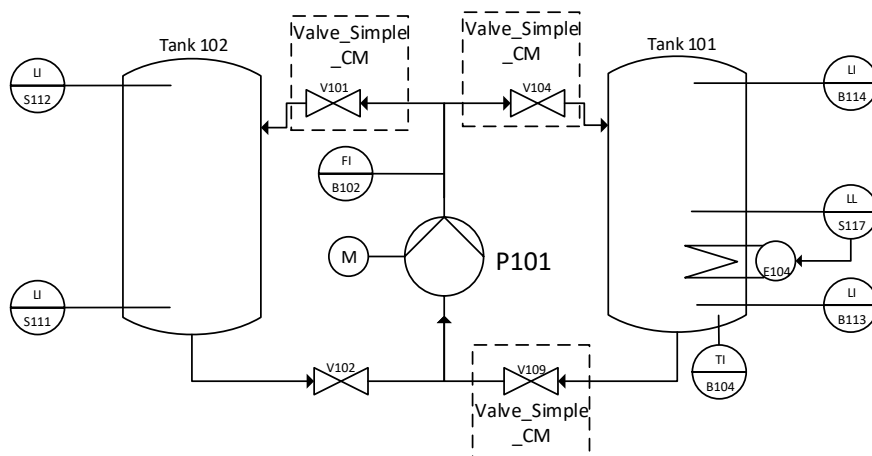 Valve_Simple
_CM
Valve_Simple
_CM
Tank 102
Tank 101
LI
S112
V101
V104
LI
B114
FI
B102
LL
S117
M
P101
E104
LI
S111
LI
B113
V102
V109
TI
B104
Valve_Simple
_CM